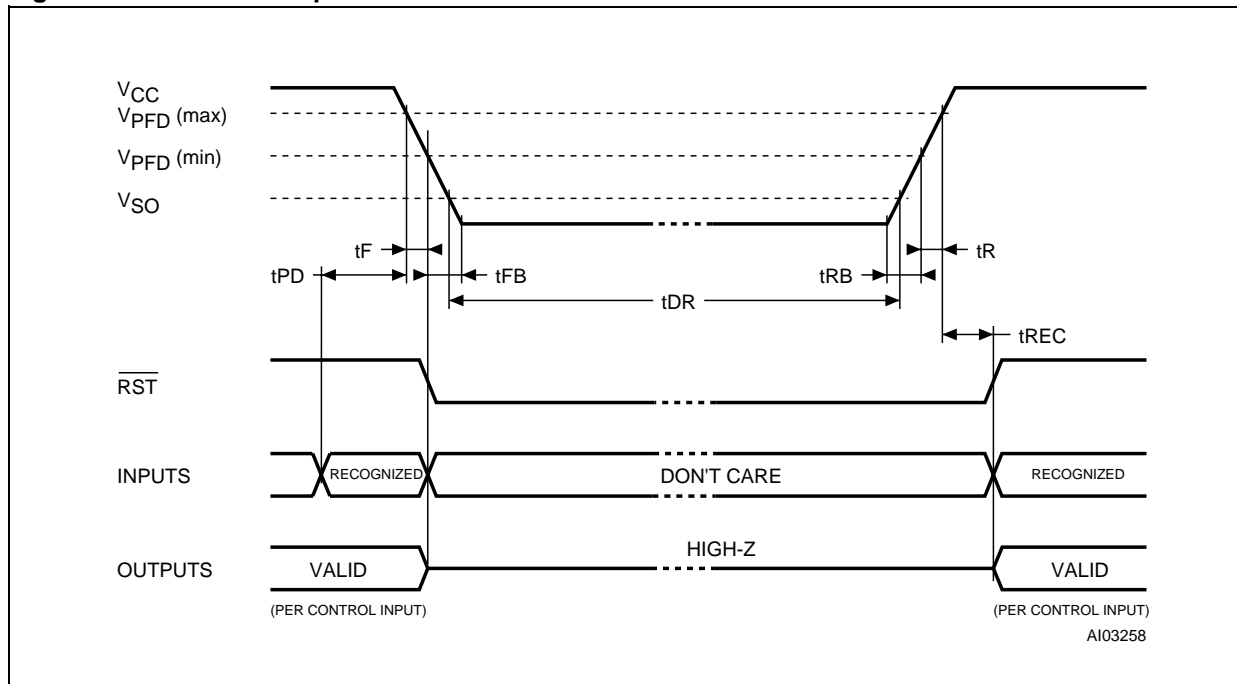 VCC
VPFD (max)
VPFD (min)
VSO
tF
tR
tPD
tFB
tRB
tDR
tREC
RST
INPUTS
RECOGNIZED
DON'T CARE
RECOGNIZED
HIGH-Z
OUTPUTS
VALID
VALID
(PER CONTROL INPUT)
(PER CONTROL INPUT)
AI03258